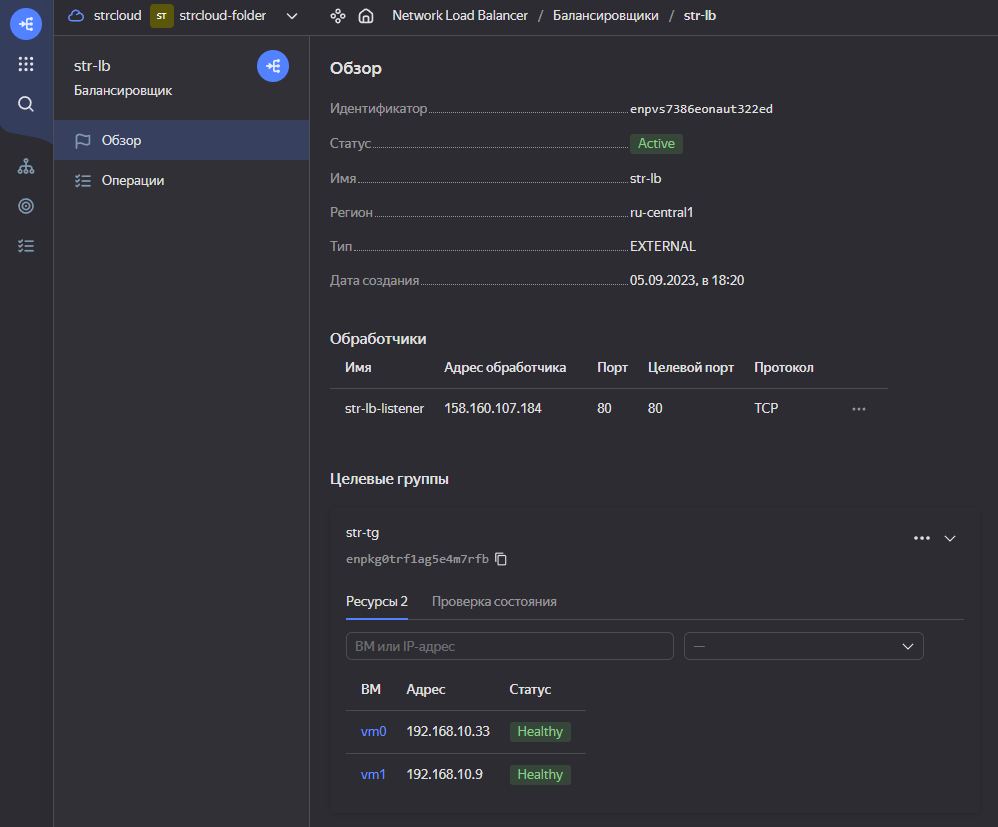 strcloud ST strcloud-folder Network Load Balancer / Балансировщики / str-lb
str-lb
Балансировщик
Обзор
Операции
Обзор
Идентификатор enpvs7386eonaut322ed
Статус Active
Имя str-lb
Регион ru-central1
Тип EXTERNAL
Дата создания 05.09.2023, в 18:20
Обработчики
Имя Адрес обработчика Порт Целевой порт Протокол
str-lb-listener 158.160.107.184 80 80 TCP
Целевые группы
str-tg
enpkg0trf1ag5e4m7rfb
Ресурсы 2 Проверка состояния
ВМ или IP-адрес —
ВМ Адрес Статус
vm0 192.168.10.33 Healthy
vm1 192.168.10.9 Healthy